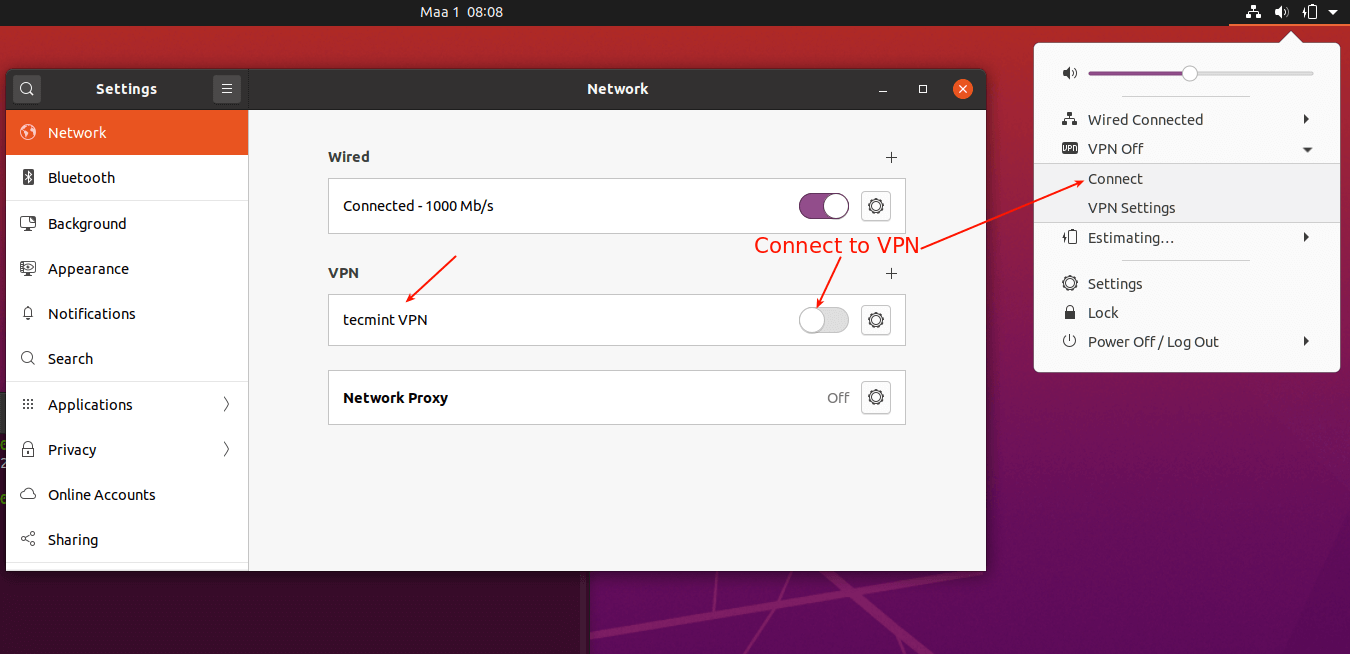 Maa 1 08:08
Settings
Network
Network
Bluetooth
Background
Appearance
Notifications
Search
Applications
Privacy
Online Accounts
Sharing
Wired
Connected - 1000 Mb/s
Connect to VPN
VPN
tecmint VPN
Network Proxy
Off
Wired Connected
VPN
VPN Off
Connect
VPN Settings
Estimating...
Settings
Lock
Power Off / Log Out